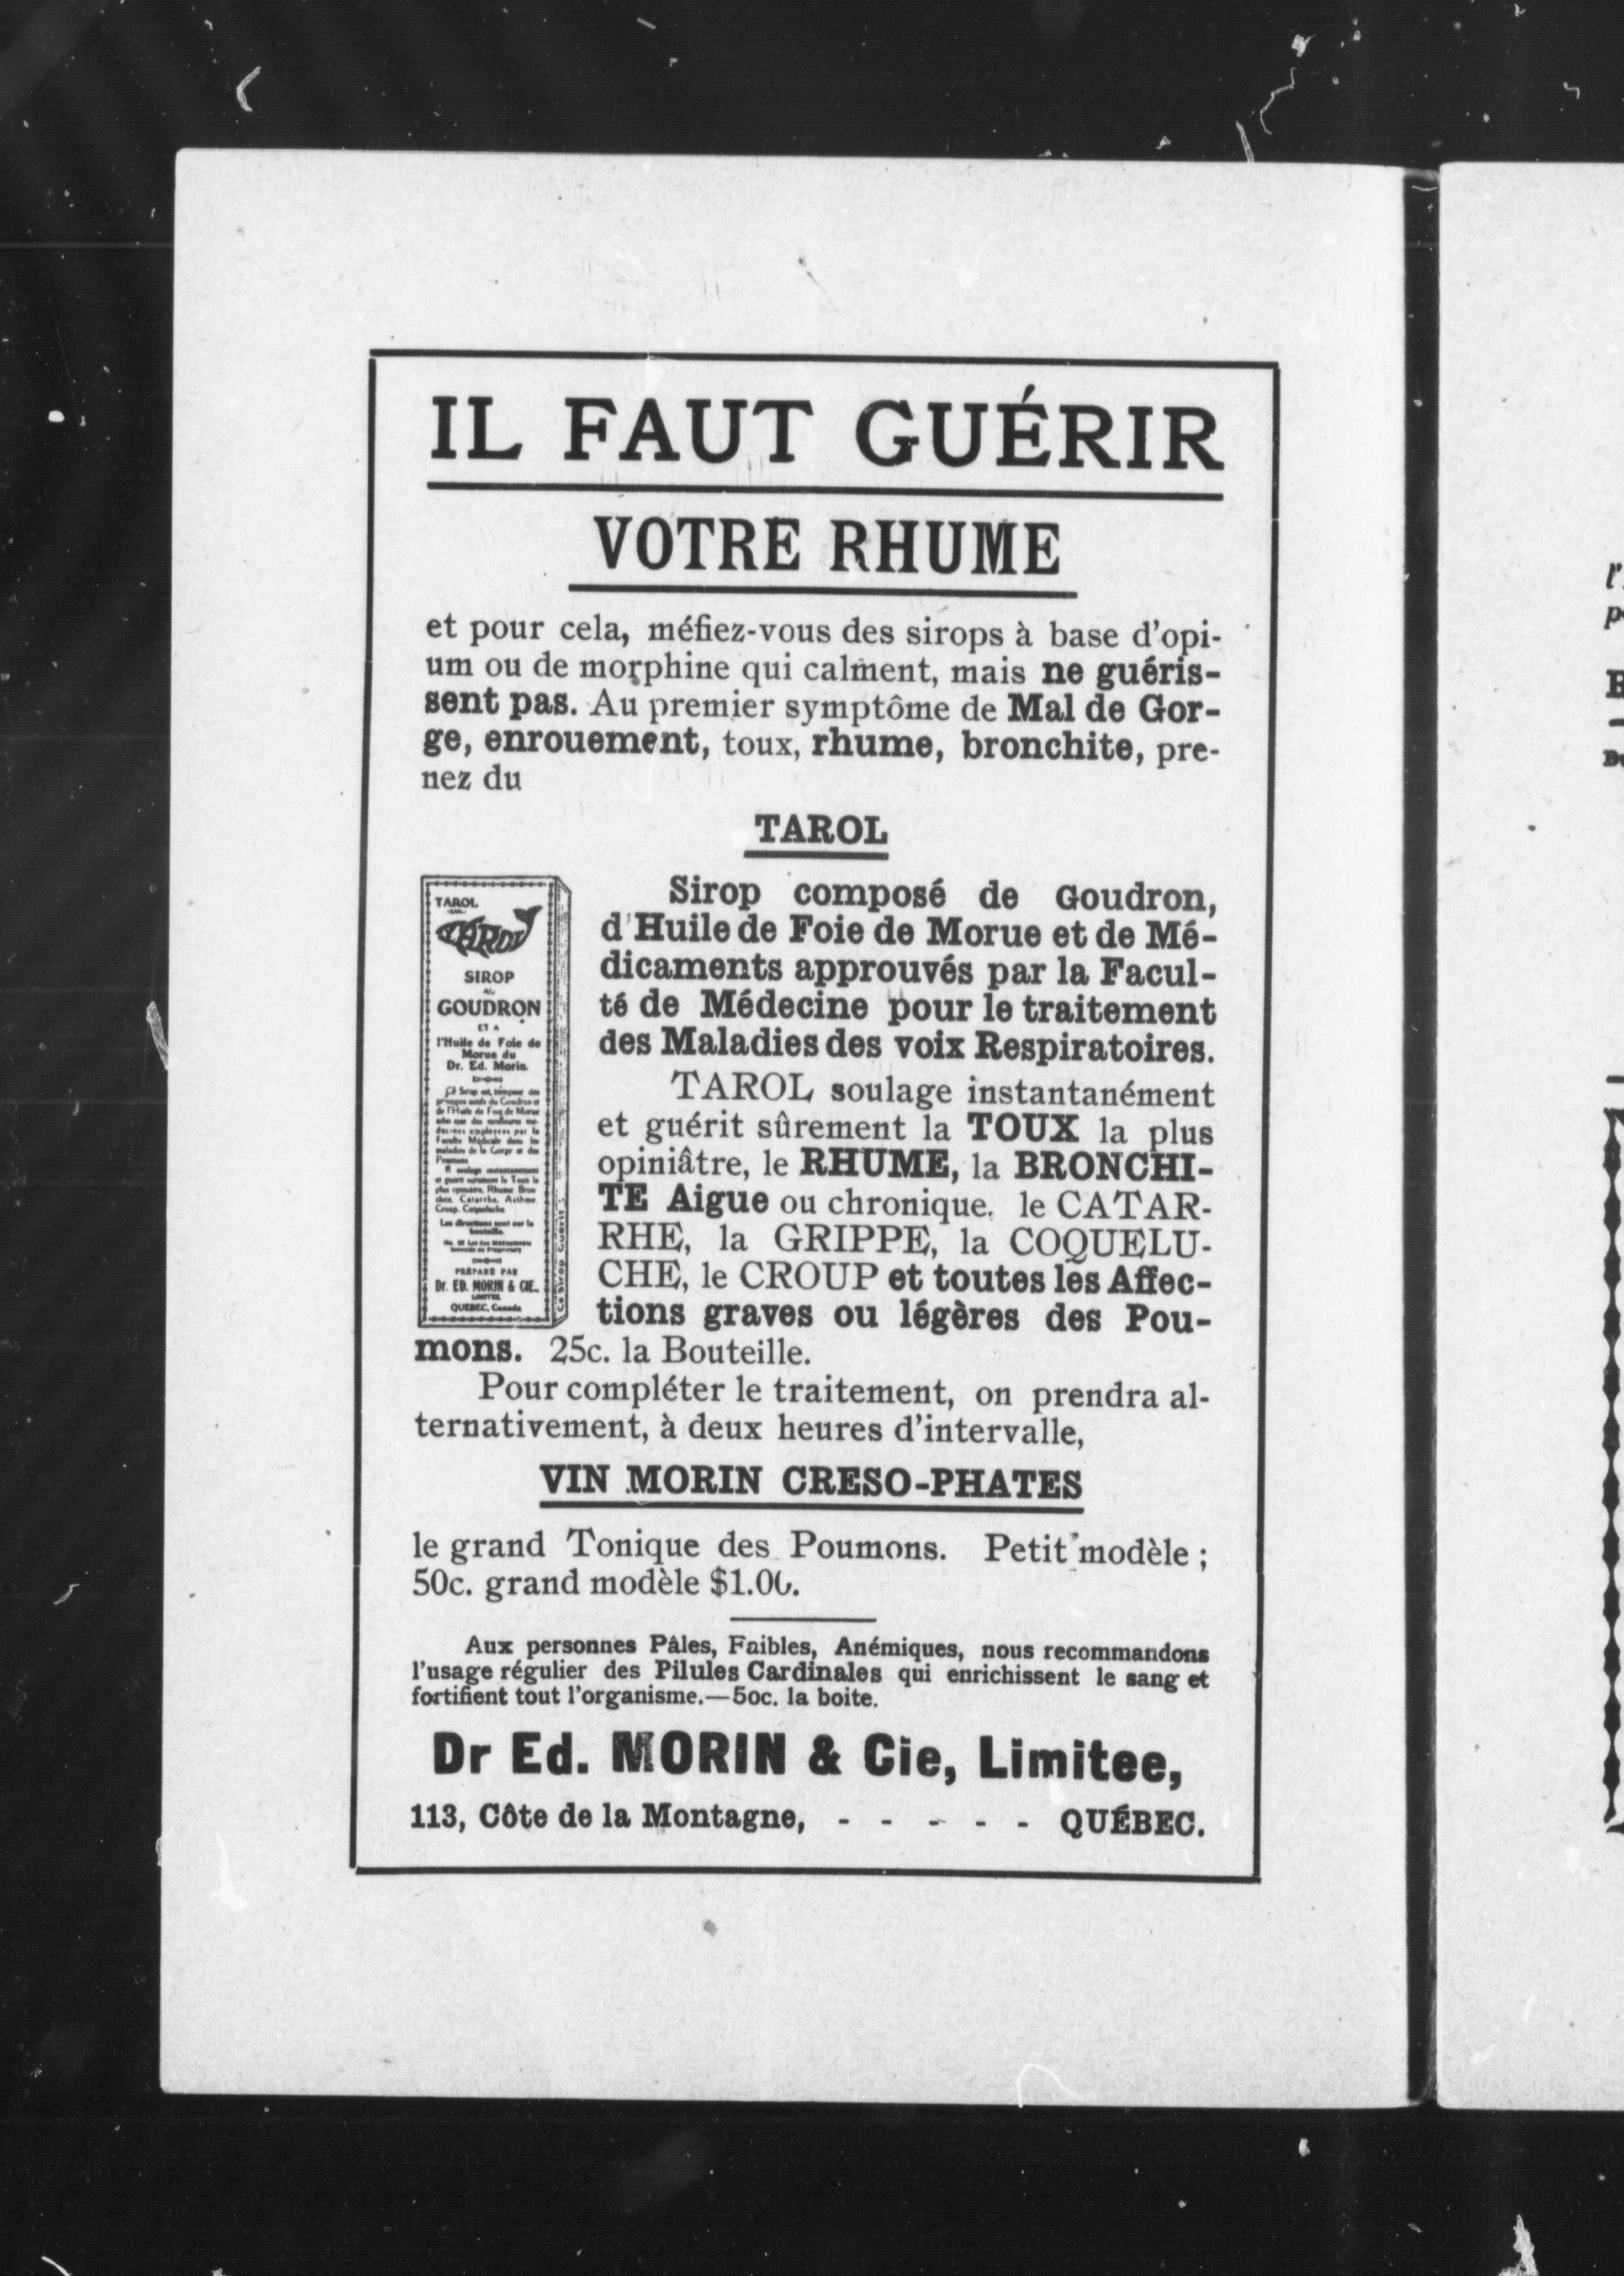 IL FAUT GUÉRIR
VOTRE RHUME
et pour cela, méfiez-vous des sirops à base d'opi-
um ou de morphine qui calment, mais ne guéris-
sent pas. Au premier symptôme de Mal de Gor-
ge, enrouement, toux, rhume, bronchite, pre-
nez du
TAROL
TAROL
SIROP
AU
GOUDRON
ET A
l'Huile de Foie de
Morue du
Dr. Ed. Morin.
PRÉPARÉ PAR
Dr. ED. MORIN & CIE.,
LIMITEE
QUEBEC, Canada
Sirop composé de Goudron,
d'Huile de Foie de Morue et de Mé-
dicaments approuvés par la Facul-
té de Médecine pour le traitement
des Maladies des voix Respiratoires.
TAROL soulage instantanément
et guérit sûrement la TOUX la plus
opiniâtre, le RHUME, la BRONCHI-
TE Aigue ou chronique, le CATAR-
RHE, la GRIPPE, la COQUELU-
CHE, le CROUP et toutes les Affec-
tions graves ou légères des Pou-
mons. 25c. la Bouteille.
Pour compléter le traitement, on prendra al-
ternativement, à deux heures d'intervalle,
VIN MORIN CRESO-PHATES
le grand Tonique des Poumons. Petit modèle ;
50c. grand modèle $1.00.
Aux personnes Pâles, Faibles, Anémiques, nous recommandons
l'usage régulier des Pilules Cardinales qui enrichissent le sang et
fortifient tout l'organisme.—50c. la boite.
Dr Ed. MORIN & Cie, Limitee,
113, Côte de la Montagne, - - - - - QUÉBEC.